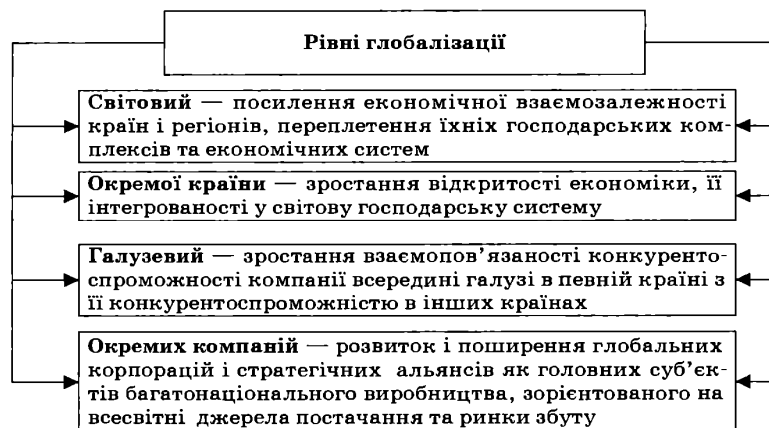 Рівні глобалізації
Світовий — посилення економічної взаємозалежності
країн і регіонів, переплетення їхніх господарських ком-
плексів та економічних систем
Окремої країни — зростання відкритості економіки, її
інтегрованості у світову господарську систему
Галузевий — зростання взаємопов’язаності конкуренто-
спроможності компанії всередині галузі в певній країні з
її конкурентоспроможністю в інших країнах
Окремих компаній — розвиток і поширення глобальних
корпорацій і стратегічних альянсів як головних суб’єк-
тів багатонаціонального виробництва, зорієнтованого на
всесвітні джерела постачання та ринки збуту